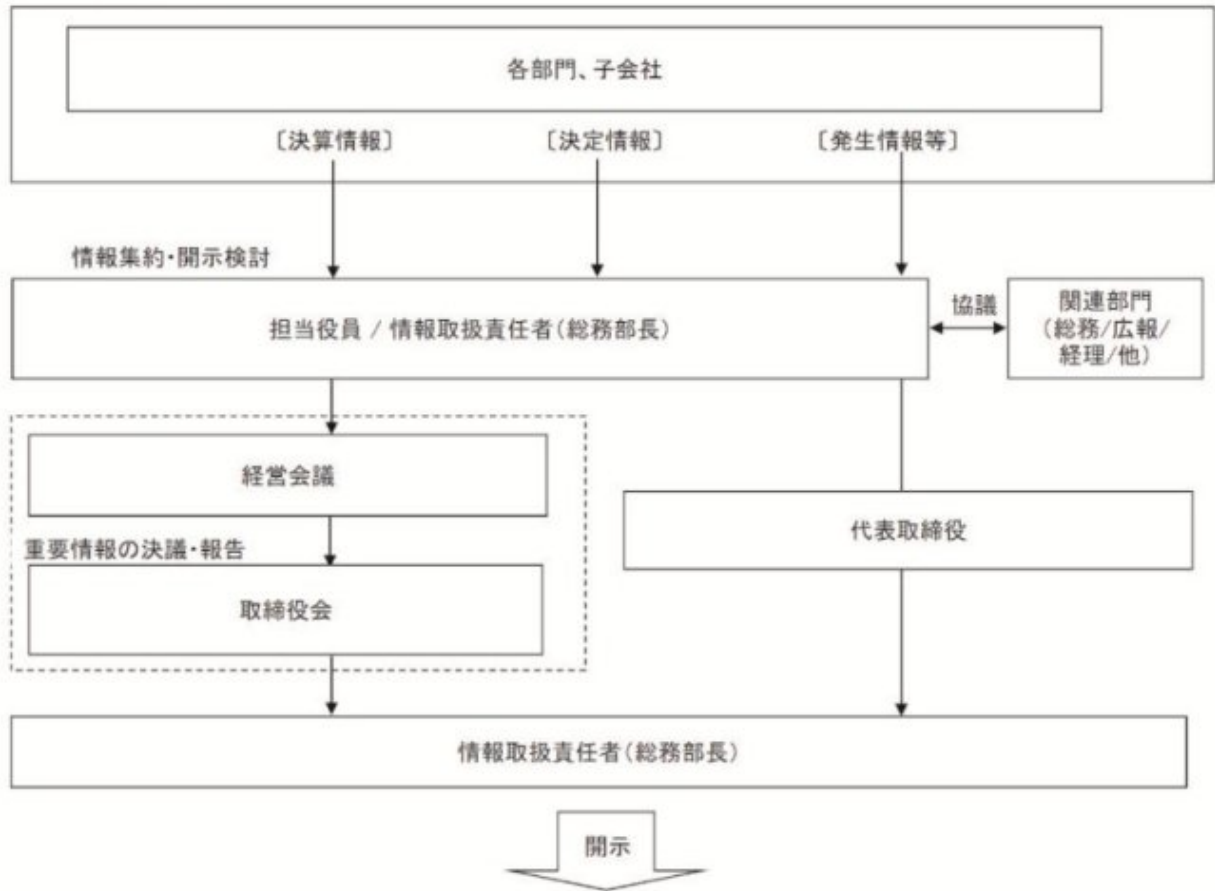 各部門、子会社
〔決算情報〕
〔決定情報〕
〔発生情報等〕
情報集約・開示検討
担当役員 / 情報取扱責任者(総務部長)
協議
関連部門
(総務/広報/
経理/他)
経営会議
重要情報の決議・報告
取締役会
代表取締役
情報取扱責任者(総務部長)
開示